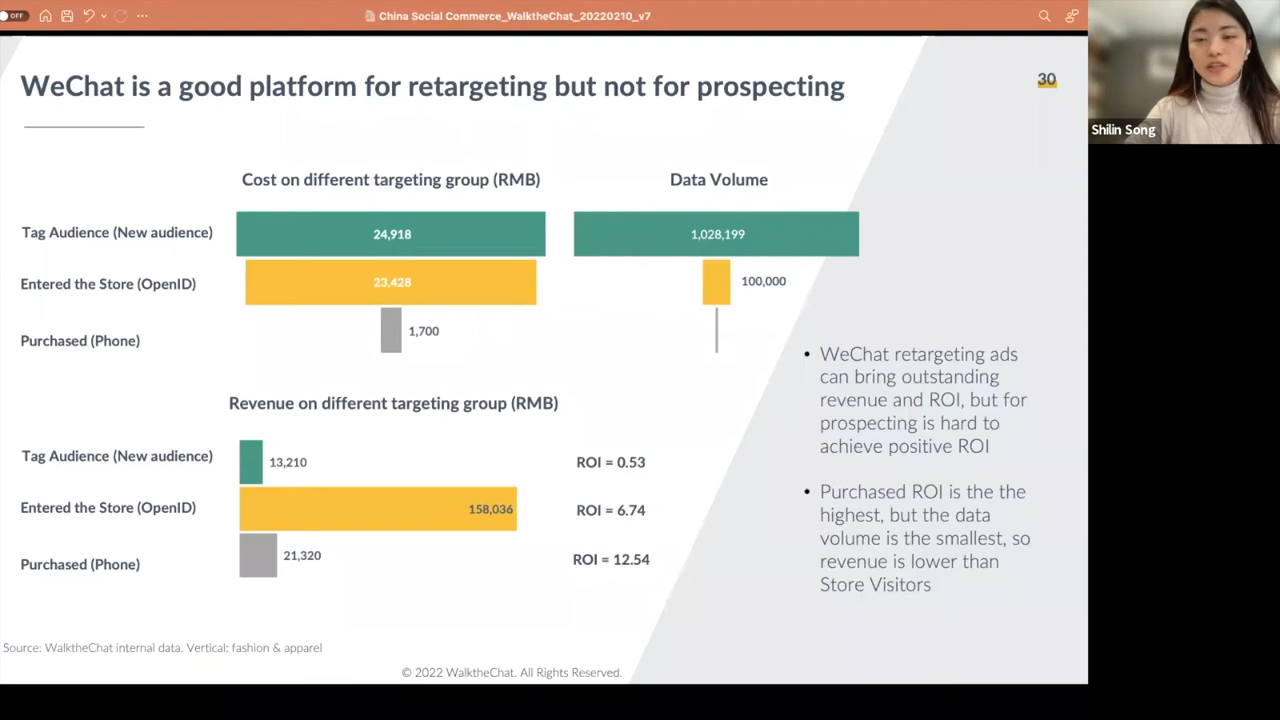 OFF
China Social Commerce_WalktheChat_20220210_v7
WeChat is a good platform for retargeting but not for prospecting
30
Shilin Song
Cost on different targeting group (RMB)
Data Volume
Tag Audience (New audience)
24,918
1,028,199
Entered the Store (OpenID)
23,428
100,000
Purchased (Phone)
1,700
Revenue on different targeting group (RMB)
Tag Audience (New audience)
13,210
ROI = 0.53
Entered the Store (OpenID)
158,036
ROI = 6.74
Purchased (Phone)
21,320
ROI = 12.54
• WeChat retargeting ads
can bring outstanding
revenue and ROI, but for
prospecting is hard to
achieve positive ROI
• Purchased ROI is the the
highest, but the data
volume is the smallest, so
revenue is lower than
Store Visitors
Source: WalktheChat internal data. Vertical: fashion & apparel
© 2022 WalktheChat. All Rights Reserved.